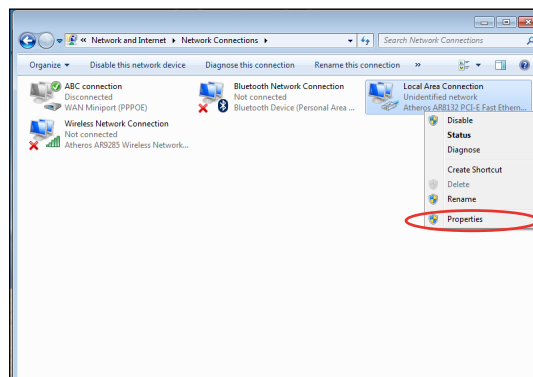 « Network and Internet ▸ Network Connections ▸
Search Network Connections
Organize ▾ Disable this network device Diagnose this connection Rename this connection »
ABC connection
Disconnected
WAN Miniport (PPPOE)
Bluetooth Network Connection
Not connected
Bluetooth Device (Personal Area ...
Local Area Connection
Unidentified network
Atheros AR8132 PCI-E Fast Ethern...
Wireless Network Connection
Not connected
Atheros AR9285 Wireless Network...
Disable
Status
Diagnose
Create Shortcut
Delete
Rename
Properties